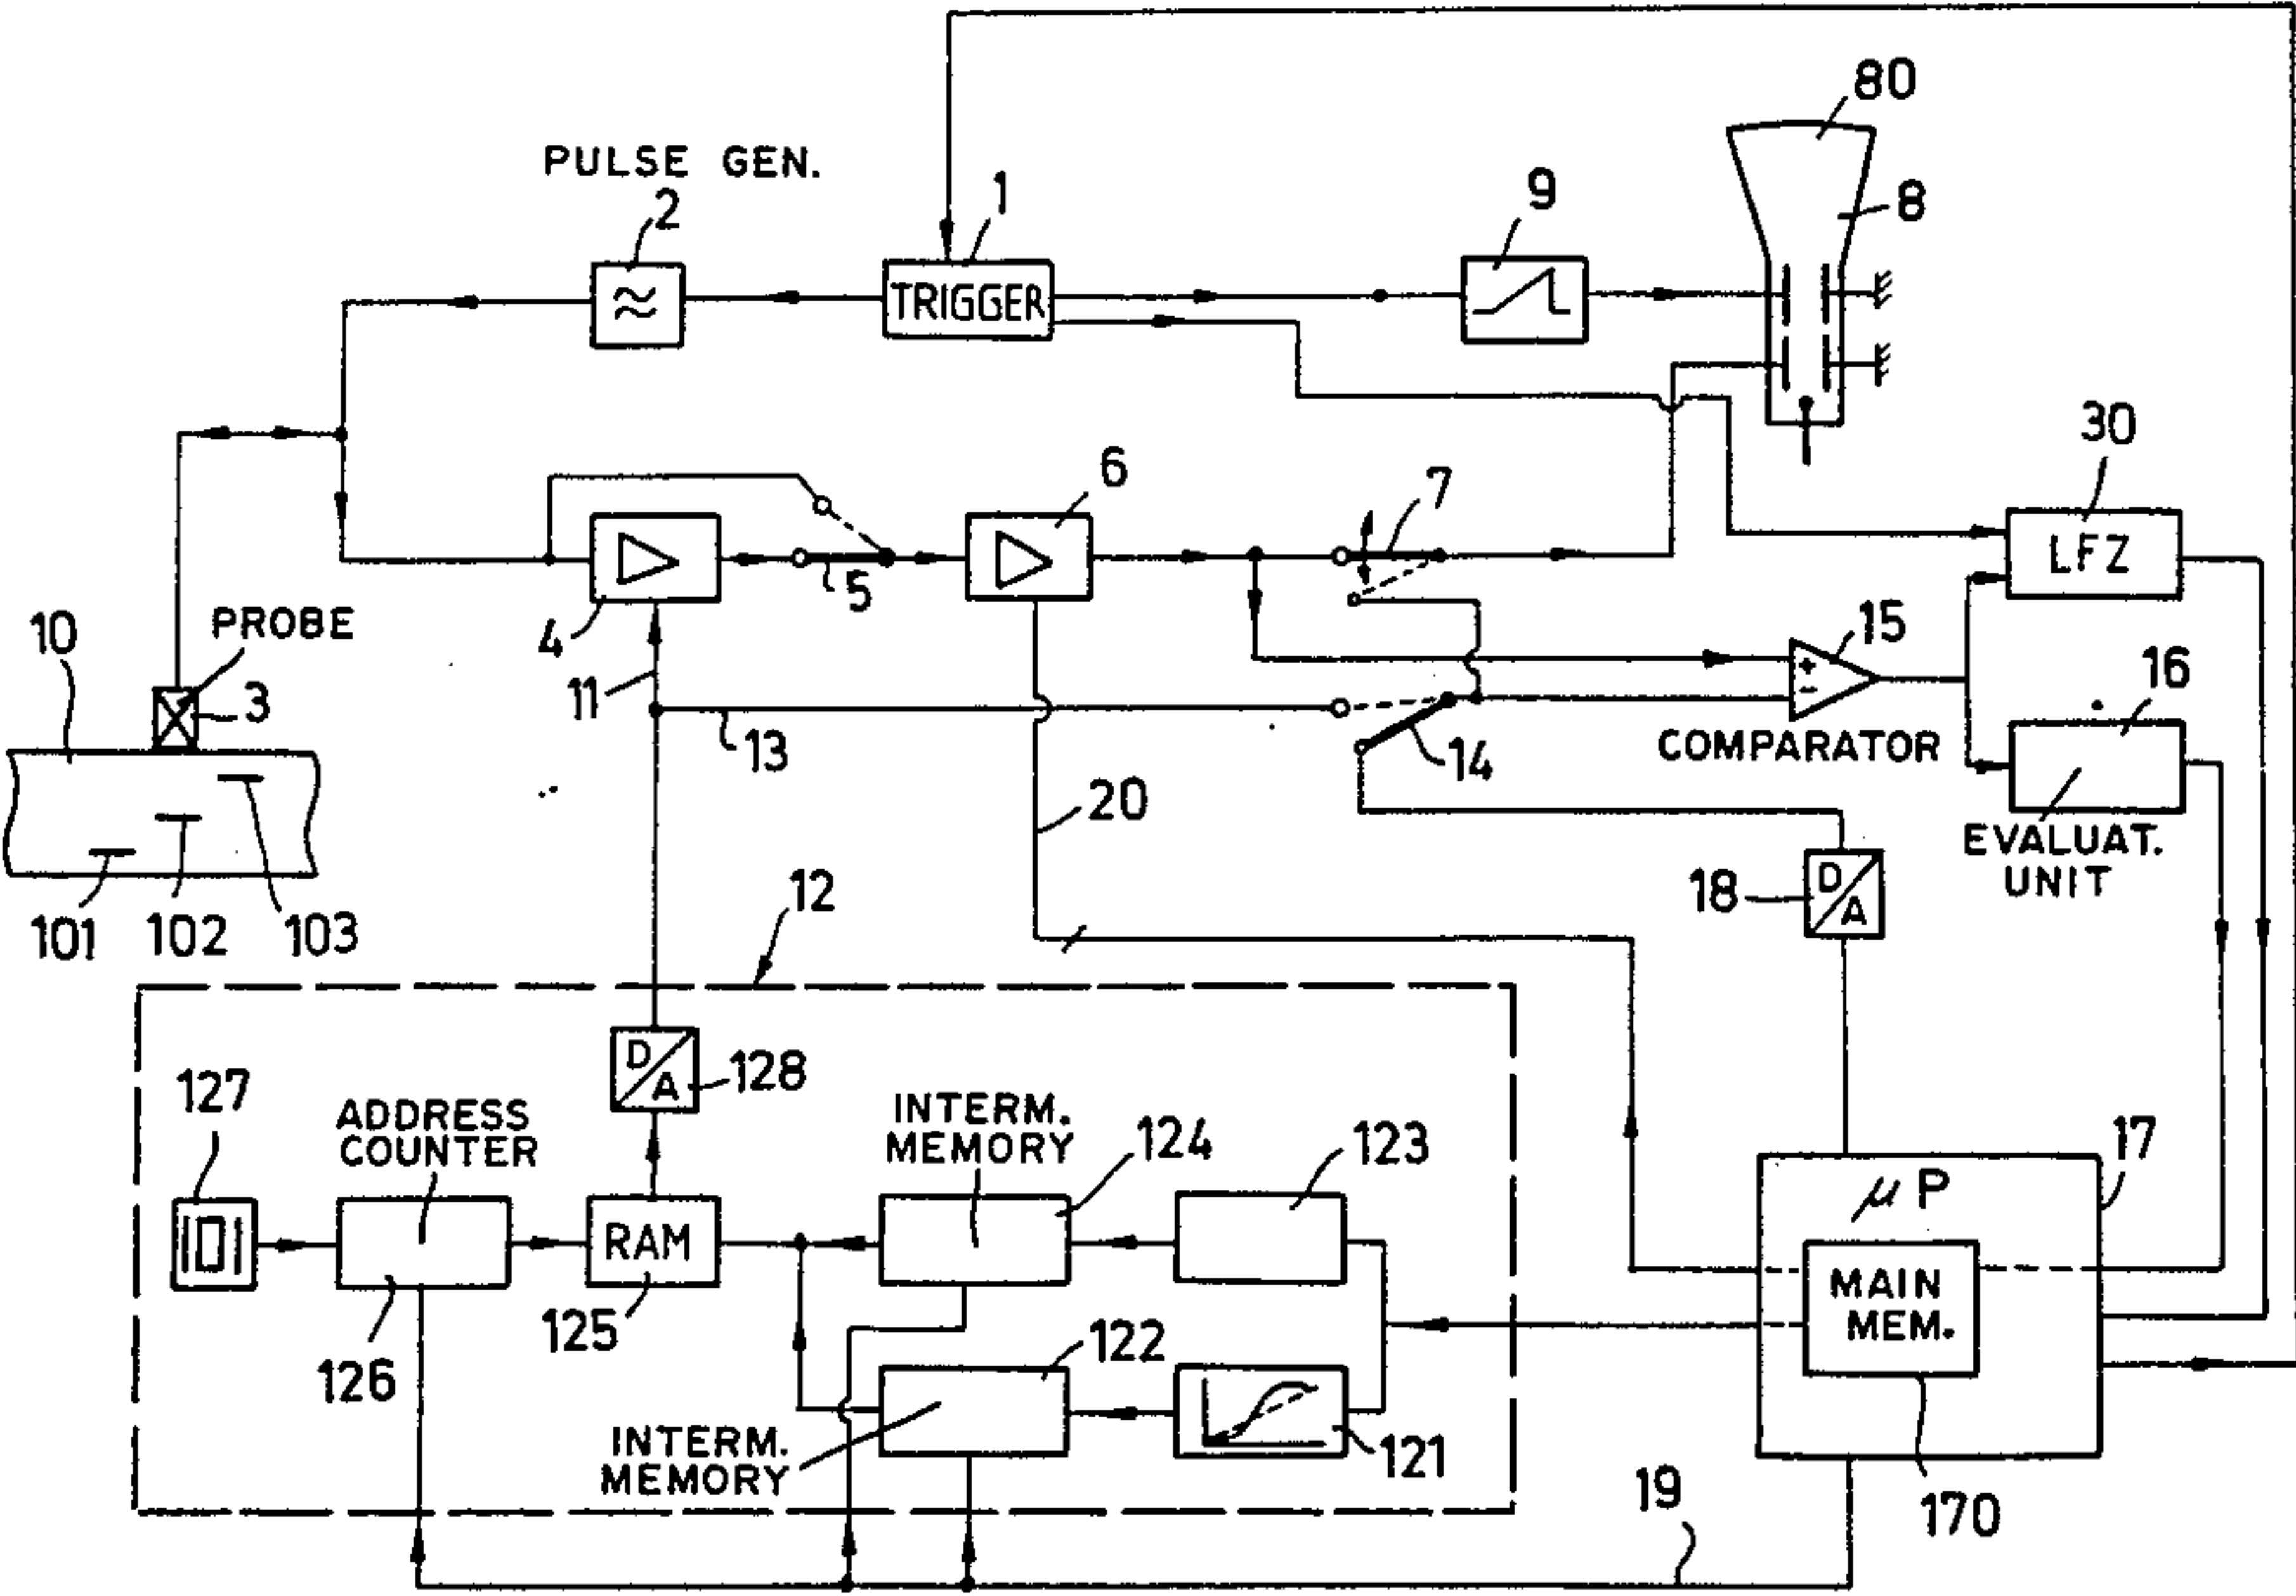 80
PULSE GEN.
2
1
9
8
TRIGGER
30
6
7
LFZ
4
5
10
PROBE
15
16
3
11
13
14
COMPARATOR
20
EVALUAT.
UNIT
101
102
103
12
18
D
A
D
A
128
127
ADDRESS
COUNTER
INTERM.
MEMORY
124
123
17
μP
RAM
MAIN
MEM.
125
126
122
INTERM.
MEMORY
121
19
170